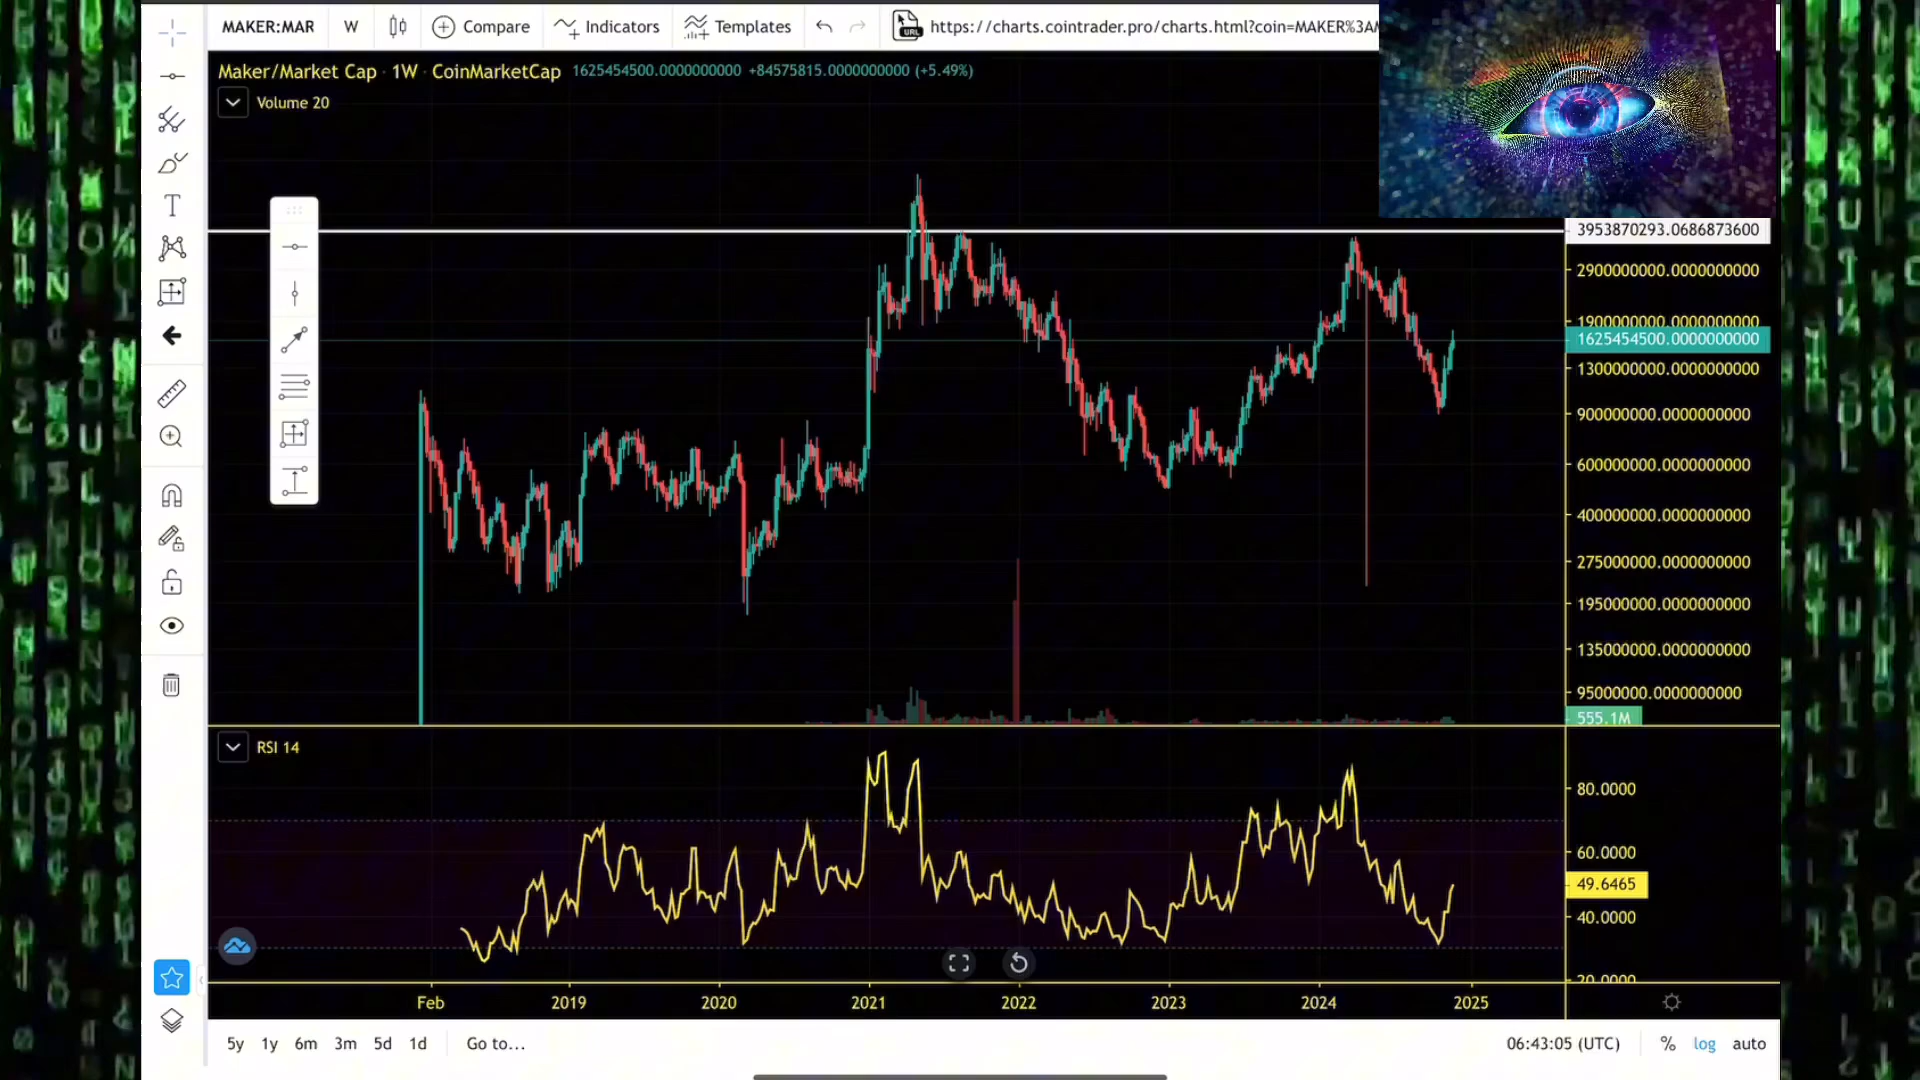 MAKER:MAR W Compare Indicators Templates URL https://charts.cointrader.pro/charts.html?coin=MAKER%3AM
Maker/Market Cap · 1W · CoinMarketCap 1625454500.0000000000 +84575815.0000000000 (+5.49%)
Volume 20
3953870293.0686873600
2900000000.0000000000
1900000000.0000000000
1625454500.0000000000
1300000000.0000000000
900000000.0000000000
600000000.0000000000
400000000.0000000000
275000000.0000000000
195000000.0000000000
135000000.0000000000
95000000.0000000000
555.1M
RSI 14
80.0000
60.0000
49.6465
40.0000
20.0000
Feb 2019 2020 2021 2022 2023 2024 2025
5y 1y 6m 3m 5d 1d Go to... 06:43:05 (UTC) % log auto